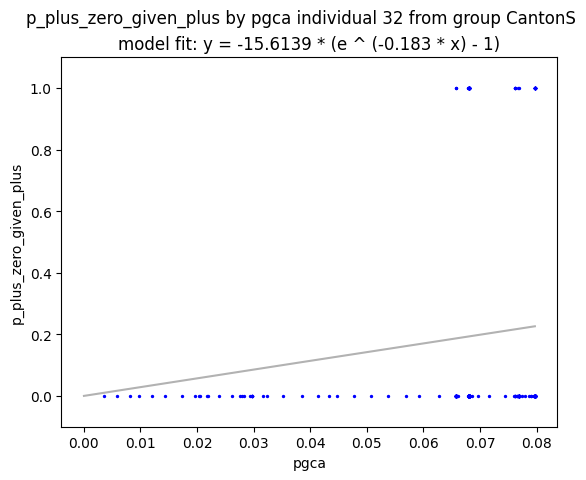 p_plus_zero_given_plus by pgca individual 32 from group CantonS
model fit: y = -15.6139 * (e ^ (-0.183 * x) - 1)
1.0
0.8
0.6
0.4
0.2
0.0
p_plus_zero_given_plus
0.00 0.01 0.02 0.03 0.04 0.05 0.06 0.07 0.08
pgca